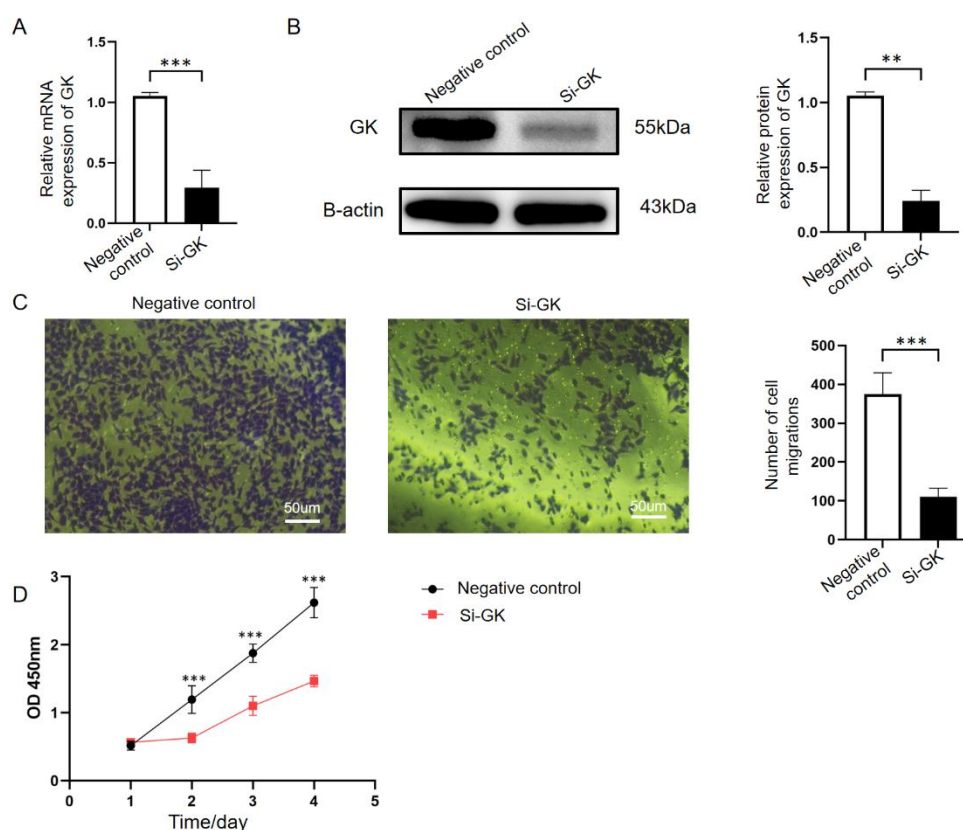 A
Relative mRNA
expression of GK
1.5
1.0
0.5
0.0
***
Negative
control
Si-GK
B
Negative control
Si-GK
GK
55kDa
B-actin
43kDa
Relative protein
expression of GK
1.5
1.0
0.5
0.0
**
Negative
control
Si-GK
C
Negative control
50um
Si-GK
50um
Number of cell
migrations
500
400
300
200
100
0
***
Negative
control
Si-GK
D
OD 450nm
3
2
1
0
***
***
***
0 1 2 3 4 5
Time/day
Negative control
Si-GK